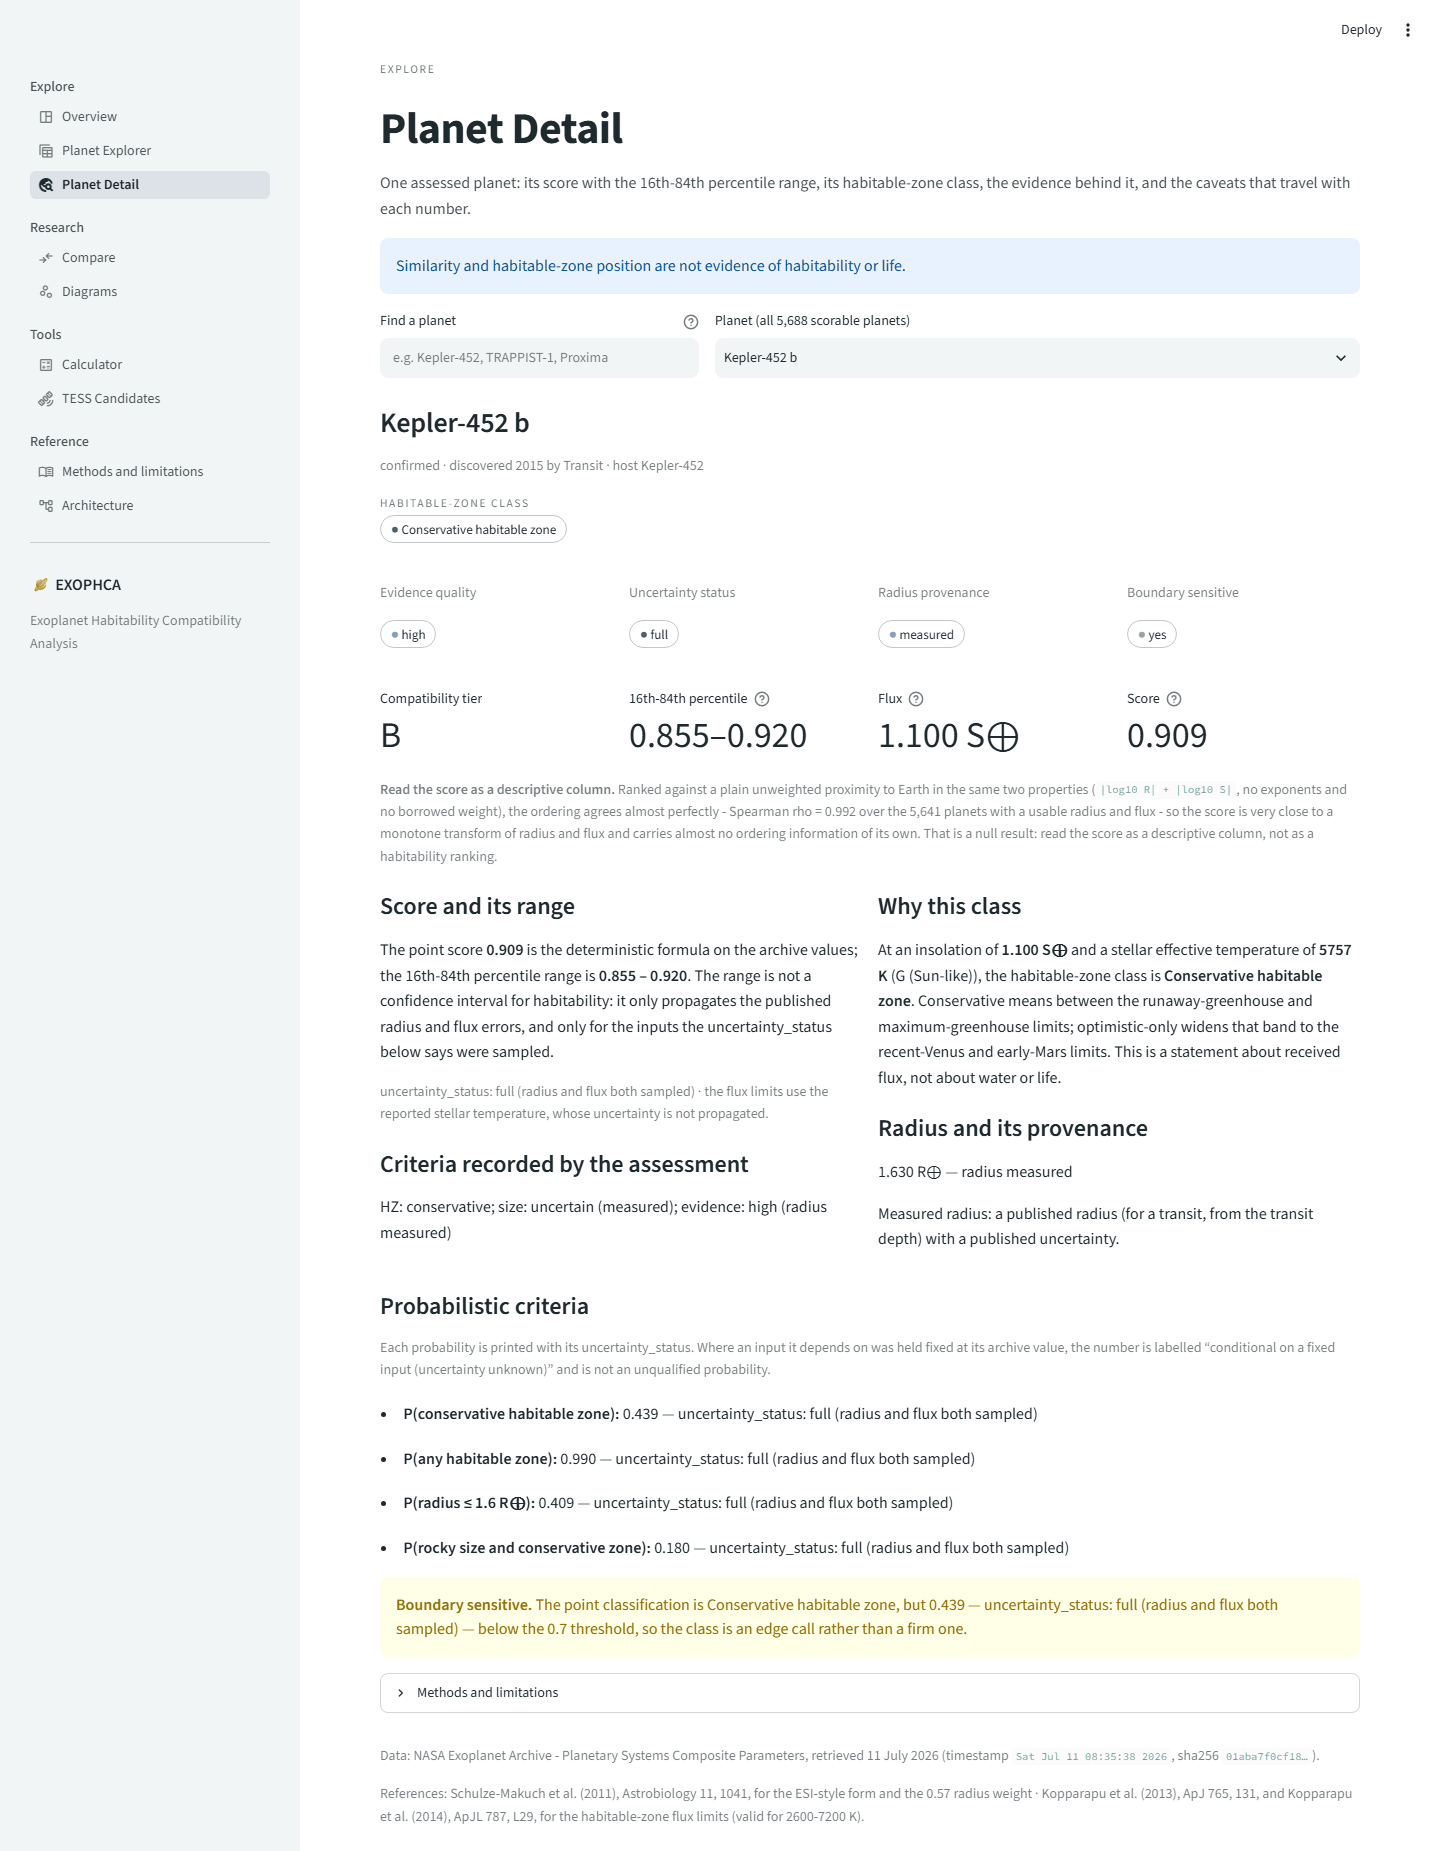 Deploy
Explore
Overview
Planet Explorer
Planet Detail
Research
Compare
Diagrams
Tools
Calculator
TESS Candidates
Reference
Methods and limitations
Architecture
EXOPHCA
Exoplanet Habitability Compatibility
Analysis
EXPLORE
Planet Detail
One assessed planet: its score with the 16th-84th percentile range, its habitable-zone class, the evidence behind it, and the caveats that travel with
each number.
Similarity and habitable-zone position are not evidence of habitability or life.
Find a planet
Planet (all 5,688 scorable planets)
e.g. Kepler-452, TRAPPIST-1, Proxima
Kepler-452 b
Kepler-452 b
confirmed · discovered 2015 by Transit · host Kepler-452
HABITABLE-ZONE CLASS
Conservative habitable zone
Evidence quality
Uncertainty status
Radius provenance
Boundary sensitive
high
full
measured
yes
Compatibility tier
16th-84th percentile
Flux
Score
B
0.855–0.920
1.100 S⊕
0.909
Read the score as a descriptive column. Ranked against a plain unweighted proximity to Earth in the same two properties ( |log10 R| + |log10 S| , no exponents and
no borrowed weight), the ordering agrees almost perfectly - Spearman rho = 0.992 over the 5,641 planets with a usable radius and flux - so the score is very close to a
monotone transform of radius and flux and carries almost no ordering information of its own. That is a null result: read the score as a descriptive column, not as a
habitability ranking.
Score and its range
The point score 0.909 is the deterministic formula on the archive values;
the 16th-84th percentile range is 0.855 – 0.920. The range is not a
confidence interval for habitability: it only propagates the published
radius and flux errors, and only for the inputs the uncertainty_status
below says were sampled.
uncertainty_status: full (radius and flux both sampled) · the flux limits use the
reported stellar temperature, whose uncertainty is not propagated.
Criteria recorded by the assessment
HZ: conservative; size: uncertain (measured); evidence: high (radius
measured)
Why this class
At an insolation of 1.100 S⊕ and a stellar effective temperature of 5757
K (G (Sun-like)), the habitable-zone class is Conservative habitable
zone. Conservative means between the runaway-greenhouse and
maximum-greenhouse limits; optimistic-only widens that band to the
recent-Venus and early-Mars limits. This is a statement about received
flux, not about water or life.
Radius and its provenance
1.630 R⊕ — radius measured
Measured radius: a published radius (for a transit, from the transit
depth) with a published uncertainty.
Probabilistic criteria
Each probability is printed with its uncertainty_status. Where an input it depends on was held fixed at its archive value, the number is labelled “conditional on a fixed
input (uncertainty unknown)” and is not an unqualified probability.
P(conservative habitable zone): 0.439 — uncertainty_status: full (radius and flux both sampled)
P(any habitable zone): 0.990 — uncertainty_status: full (radius and flux both sampled)
P(radius ≤ 1.6 R⊕): 0.409 — uncertainty_status: full (radius and flux both sampled)
P(rocky size and conservative zone): 0.180 — uncertainty_status: full (radius and flux both sampled)
Boundary sensitive. The point classification is Conservative habitable zone, but 0.439 — uncertainty_status: full (radius and flux both
sampled) — below the 0.7 threshold, so the class is an edge call rather than a firm one.
Methods and limitations
Data: NASA Exoplanet Archive - Planetary Systems Composite Parameters, retrieved 11 July 2026 (timestamp Sat Jul 11 08:35:38 2026 , sha256 01aba7f0cf18… ).
References: Schulze-Makuch et al. (2011), Astrobiology 11, 1041, for the ESI-style form and the 0.57 radius weight · Kopparapu et al. (2013), ApJ 765, 131, and Kopparapu
et al. (2014), ApJL 787, L29, for the habitable-zone flux limits (valid for 2600-7200 K).